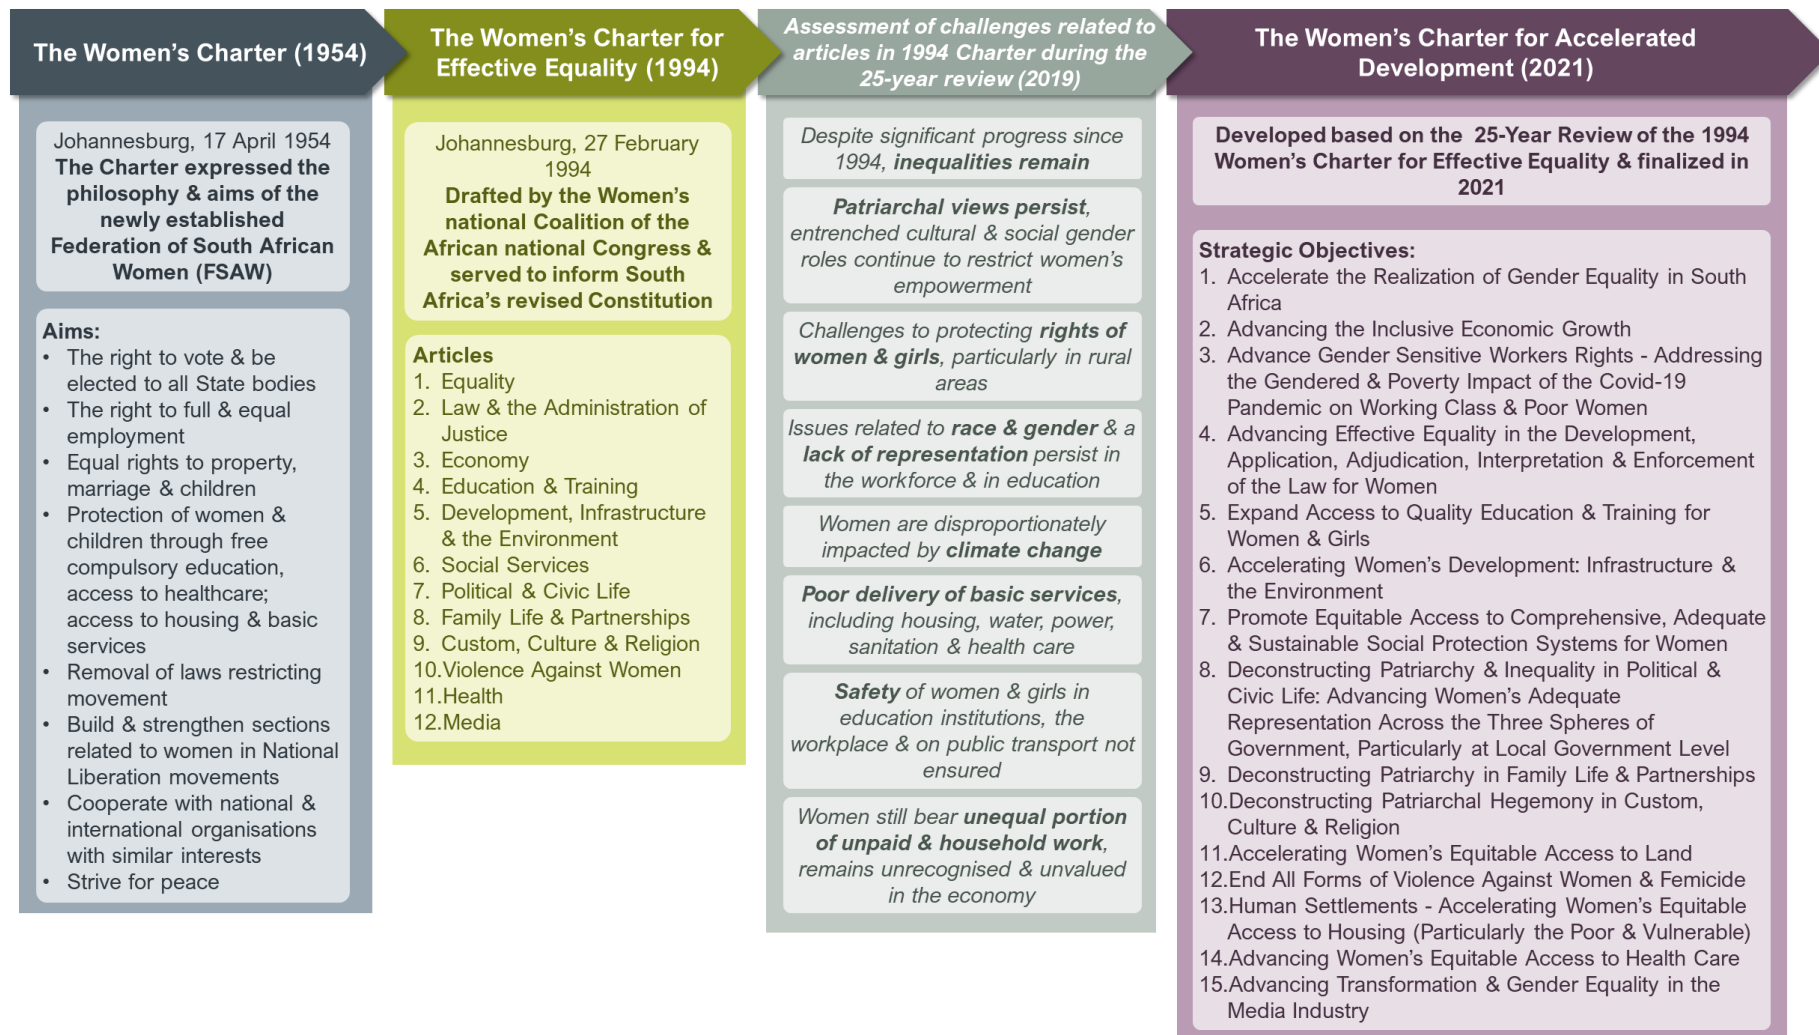 The Women's Charter (1954)
Johannesburg, 17 April 1954
The Charter expressed the
philosophy & aims of the
newly established
Federation of South African
Women (FSAW)
Aims:
• The right to vote & be
elected to all State bodies
• The right to full & equal
employment
• Equal rights to property,
marriage & children
• Protection of women &
children through free
compulsory education,
access to healthcare;
access to housing & basic
services
• Removal of laws restricting
movement
• Build & strengthen sections
related to women in National
Liberation movements
• Cooperate with national &
international organisations
with similar interests
• Strive for peace
The Women's Charter for
Effective Equality (1994)
Johannesburg, 27 February
1994
Drafted by the Women's
national Coalition of the
African national Congress &
served to inform South
Africa's revised Constitution
Articles
1. Equality
2. Law & the Administration of
Justice
3. Economy
4. Education & Training
5. Development, Infrastructure
& the Environment
6. Social Services
7. Political & Civic Life
8. Family Life & Partnerships
9. Custom, Culture & Religion
10.Violence Against Women
11.Health
12.Media
Assessment of challenges related to
articles in 1994 Charter during the
25-year review (2019)
Despite significant progress since
1994, inequalities remain
Patriarchal views persist,
entrenched cultural & social gender
roles continue to restrict women's
empowerment
Challenges to protecting rights of
women & girls, particularly in rural
areas
Issues related to race & gender & a
lack of representation persist in
the workforce & in education
Women are disproportionately
impacted by climate change
Poor delivery of basic services,
including housing, water, power,
sanitation & health care
Safety of women & girls in
education institutions, the
workplace & on public transport not
ensured
Women still bear unequal portion
of unpaid & household work,
remains unrecognised & unvalued
in the economy
The Women's Charter for Accelerated
Development (2021)
Developed based on the 25-Year Review of the 1994
Women's Charter for Effective Equality & finalized in
2021
Strategic Objectives:
1. Accelerate the Realization of Gender Equality in South
Africa
2. Advancing the Inclusive Economic Growth
3. Advance Gender Sensitive Workers Rights - Addressing
the Gendered & Poverty Impact of the Covid-19
Pandemic on Working Class & Poor Women
4. Advancing Effective Equality in the Development,
Application, Adjudication, Interpretation & Enforcement
of the Law for Women
5. Expand Access to Quality Education & Training for
Women & Girls
6. Accelerating Women's Development: Infrastructure &
the Environment
7. Promote Equitable Access to Comprehensive, Adequate
& Sustainable Social Protection Systems for Women
8. Deconstructing Patriarchy & Inequality in Political &
Civic Life: Advancing Women's Adequate
Representation Across the Three Spheres of
Government, Particularly at Local Government Level
9. Deconstructing Patriarchy in Family Life & Partnerships
10.Deconstructing Patriarchal Hegemony in Custom,
Culture & Religion
11.Accelerating Women's Equitable Access to Land
12.End All Forms of Violence Against Women & Femicide
13.Human Settlements - Accelerating Women's Equitable
Access to Housing (Particularly the Poor & Vulnerable)
14.Advancing Women's Equitable Access to Health Care
15.Advancing Transformation & Gender Equality in the
Media Industry